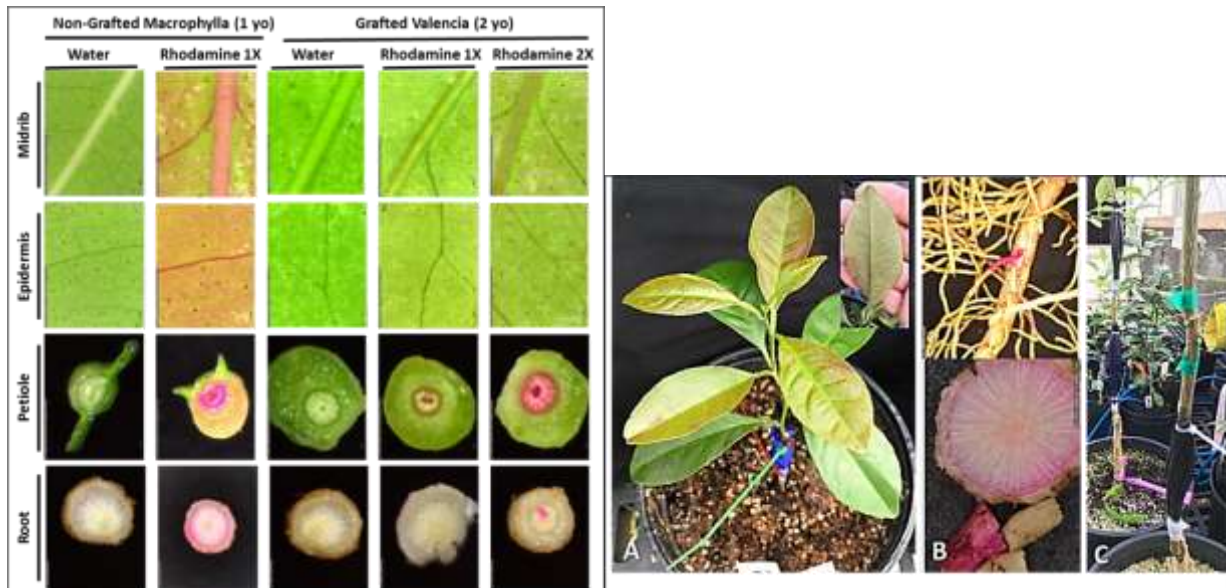 Non-Grafted Macrophylla (1 yo) Grafted Valencia (2 yo)
Water Rhodamine 1X Water Rhodamine 1X Rhodamine 2X
Midrib
Epidermis
Petiole
Root
A B C